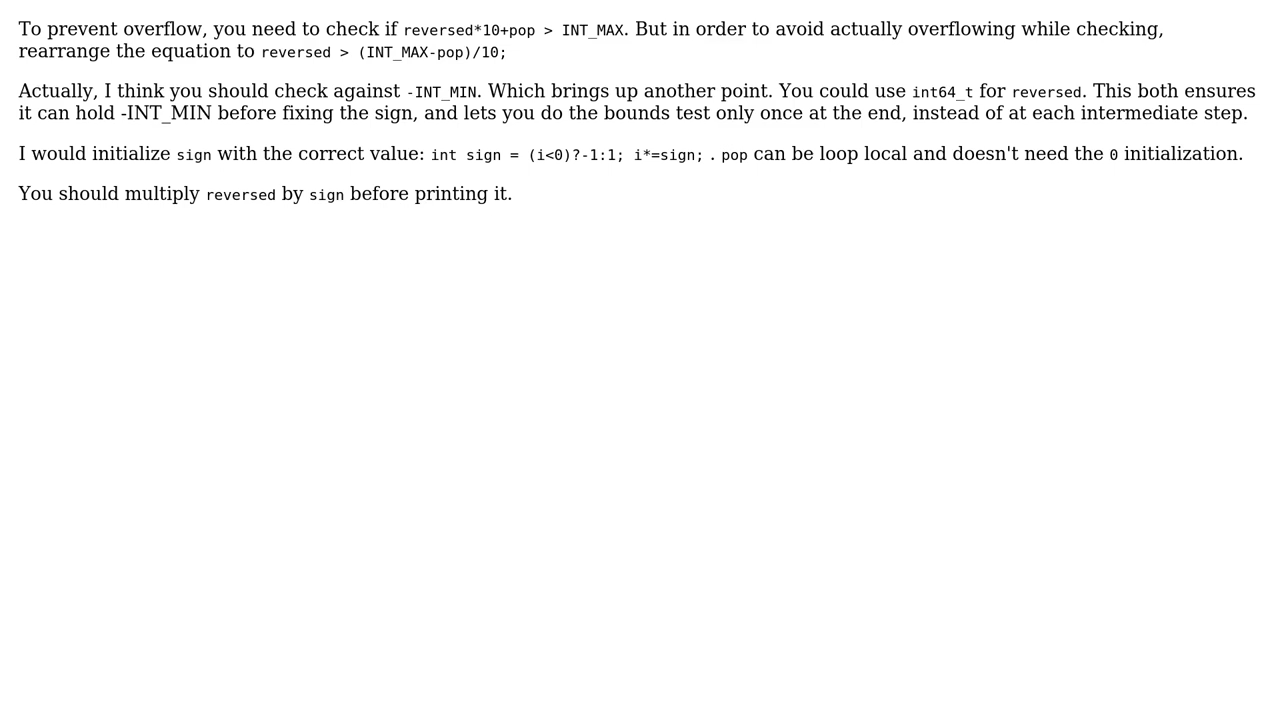 To prevent overflow, you need to check if reversed*10+pop > INT_MAX. But in order to avoid actually overflowing while checking,
rearrange the equation to reversed > (INT_MAX-pop)/10;
Actually, I think you should check against -INT_MIN. Which brings up another point. You could use int64_t for reversed. This both ensures
it can hold -INT_MIN before fixing the sign, and lets you do the bounds test only once at the end, instead of at each intermediate step.
I would initialize sign with the correct value: int sign = (i<0)?-1:1; i*=sign; . pop can be loop local and doesn't need the 0 initialization.
You should multiply reversed by sign before printing it.